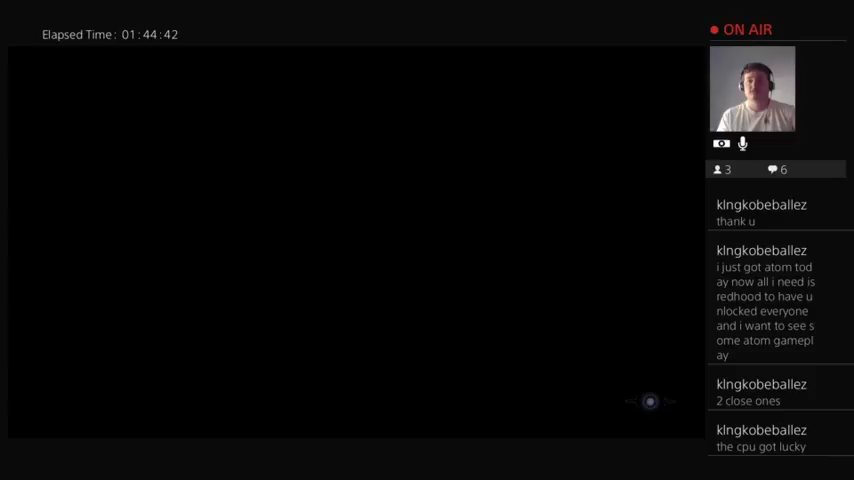 Elapsed Time: 01:44:42
ON AIR
3 6
klngkobeballez
thank u
klngkobeballez
i just got atom tod
ay now all i need is
redhood to have u
nlocked everyone
and i want to see s
ome atom gamepl
ay
klngkobeballez
2 close ones
klngkobeballez
the cpu got lucky